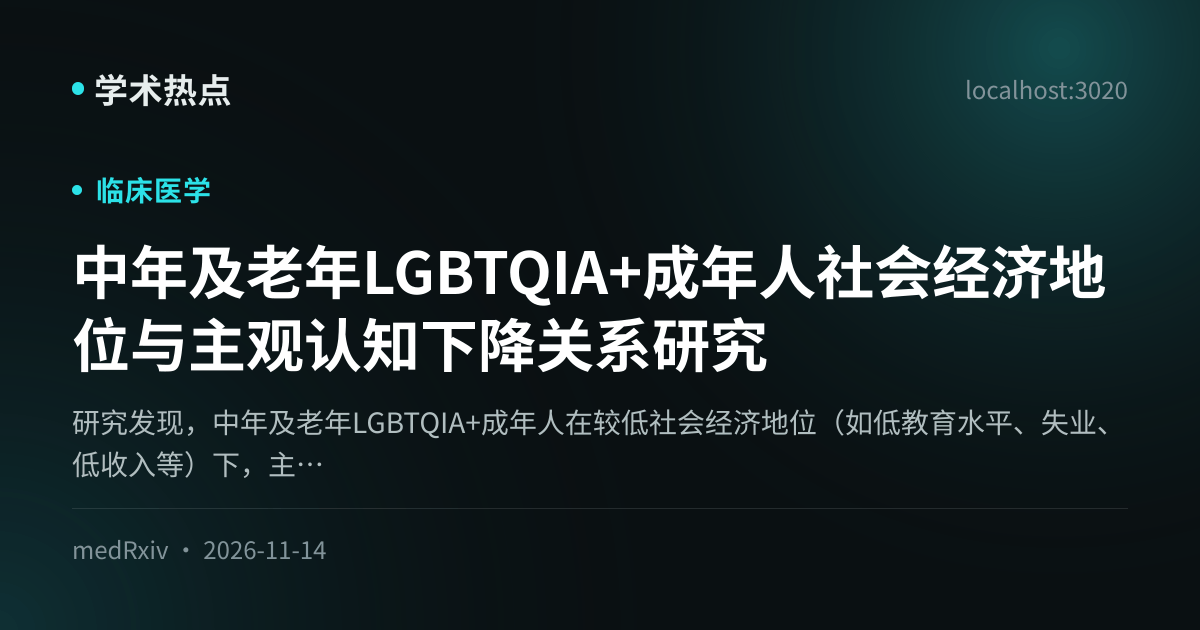 学术热点
localhost:3020
临床医学
中年及老年LGBTQIA+成年人社会经济地
位与主观认知下降关系研究
研究发现，中年及老年LGBTQIA+成年人在较低社会经济地位（如低教育水平、失业、
低收入等）下，主…
medRxiv · 2026-11-14